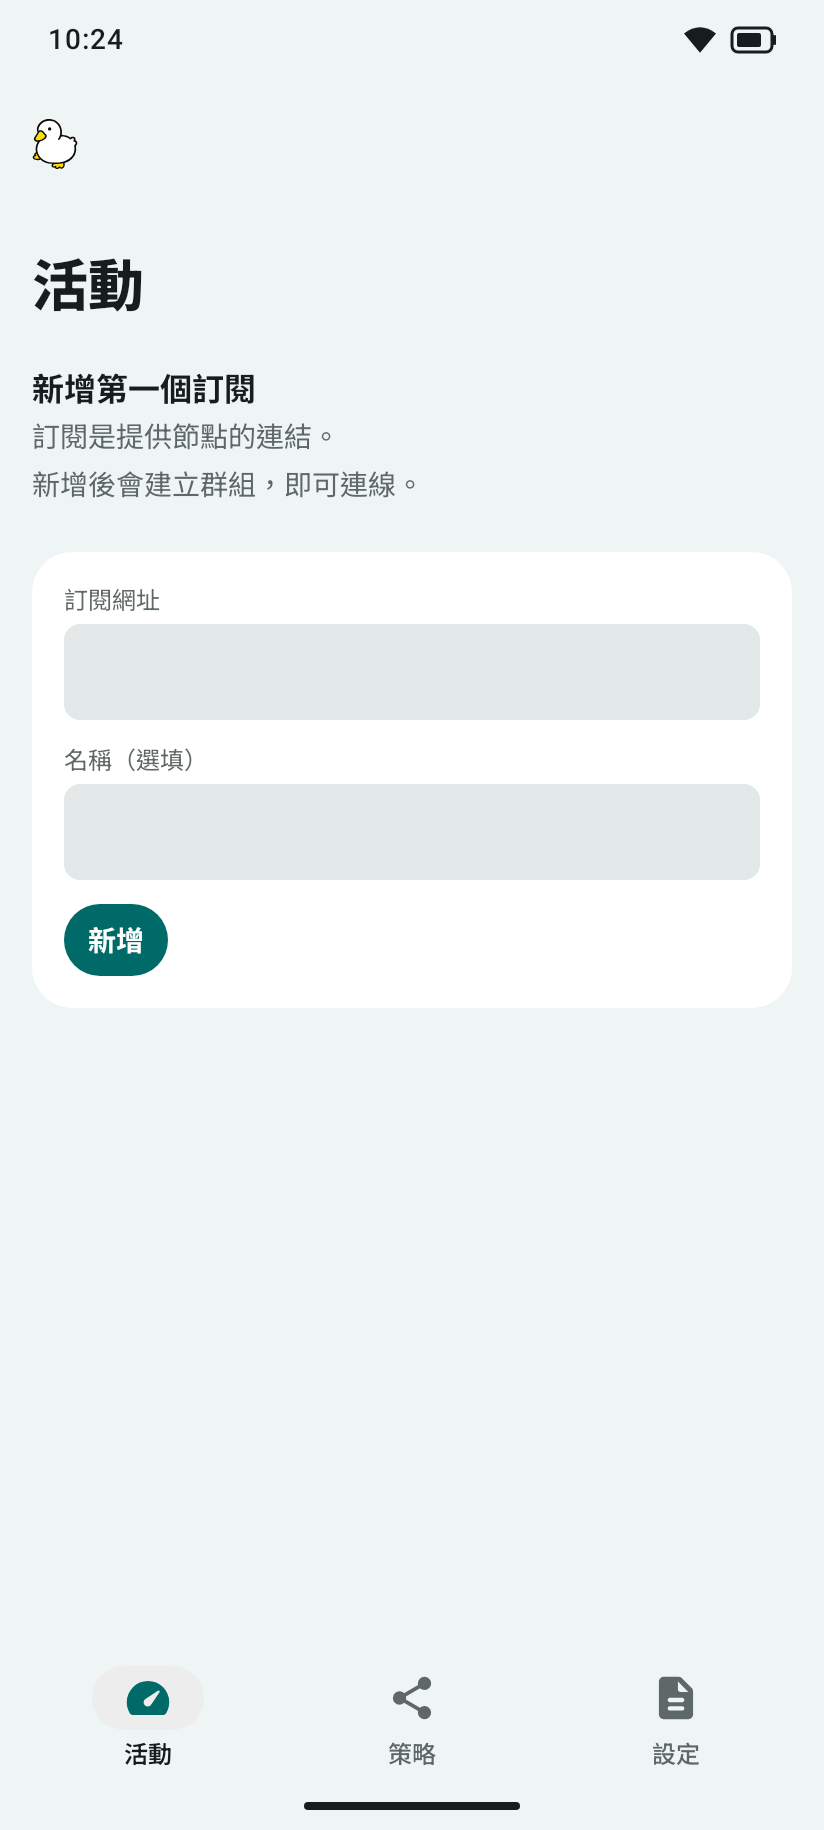 10:24
活動
新增第一個訂閱
訂閱是提供節點的連結。
新增後會建立群組，即可連線。
訂閱網址
名稱（選填）
新增
活動
策略
設定